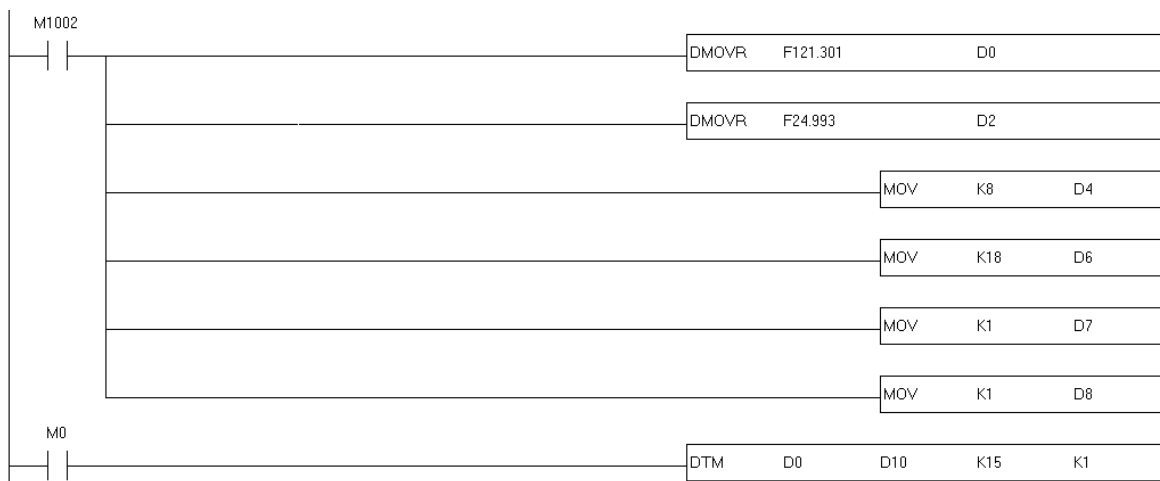 M1002
DMOVR F121.301 D0
DMOVR F24.993 D2
MOV K8 D4
MOV K18 D6
MOV K1 D7
MOV K1 D8
M0
DTM D0 D10 K15 K1